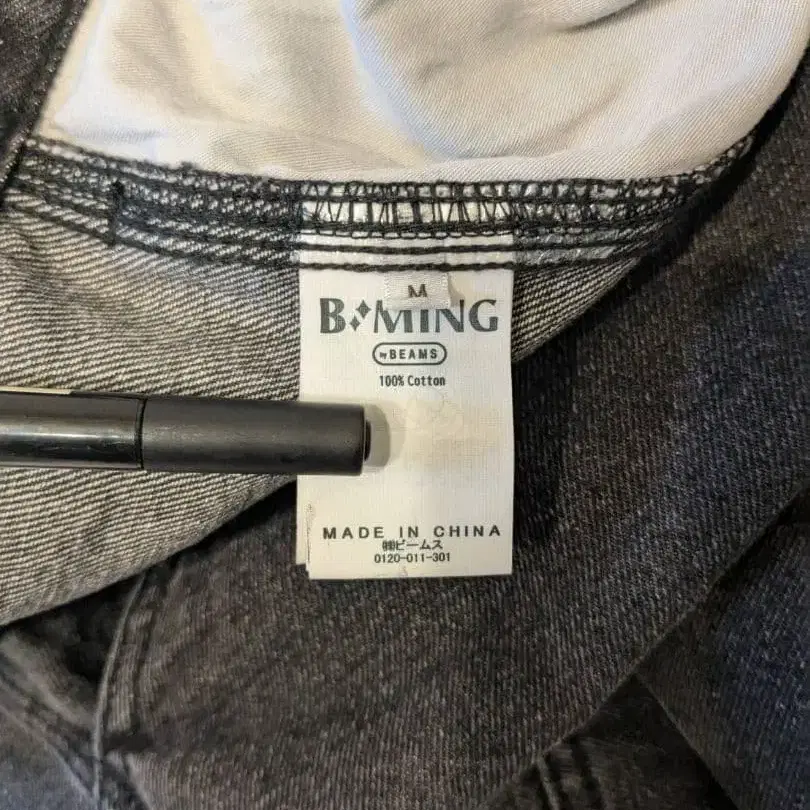 M
B MING
by BEAMS
100% Cotton
MADE IN CHINA
㈱ビームス
0120-011-301